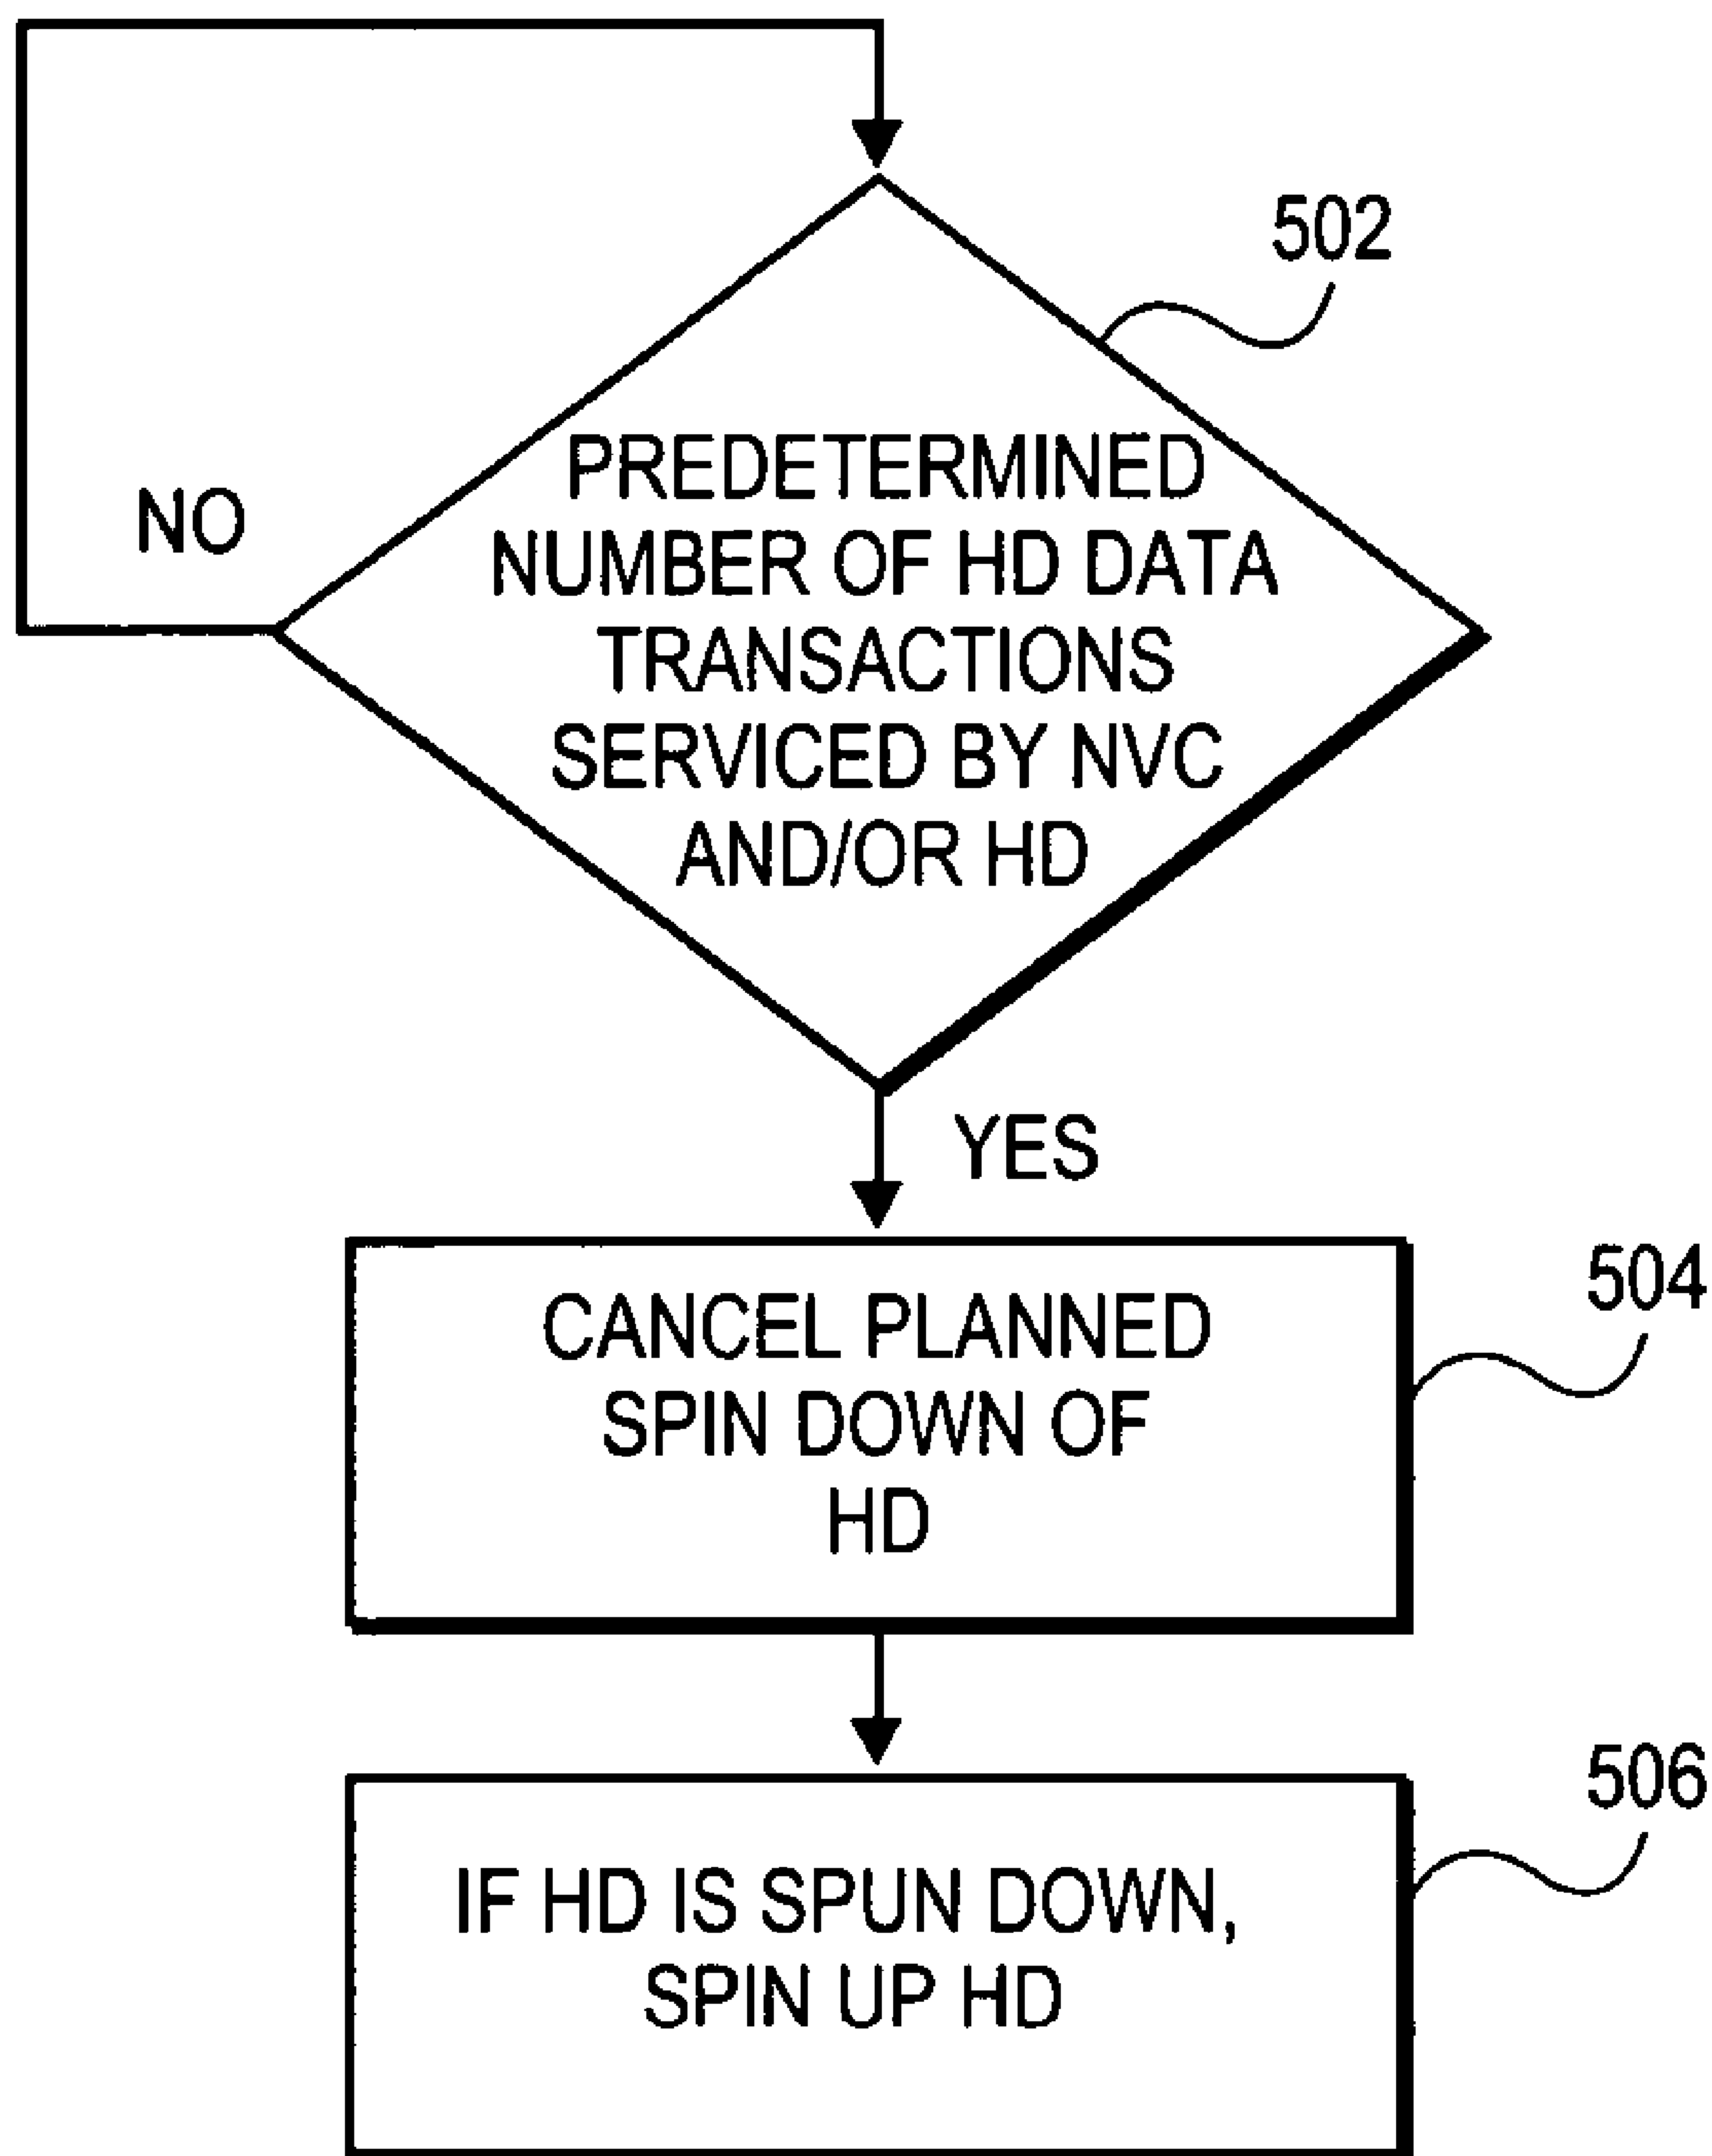 502
PREDETERMINED
NUMBER OF HD DATA
TRANSACTIONS
SERVICED BY NVC
AND/OR HD
NO
YES
504
CANCEL PLANNED
SPIN DOWN OF
HD
506
IF HD IS SPUN DOWN,
SPIN UP HD